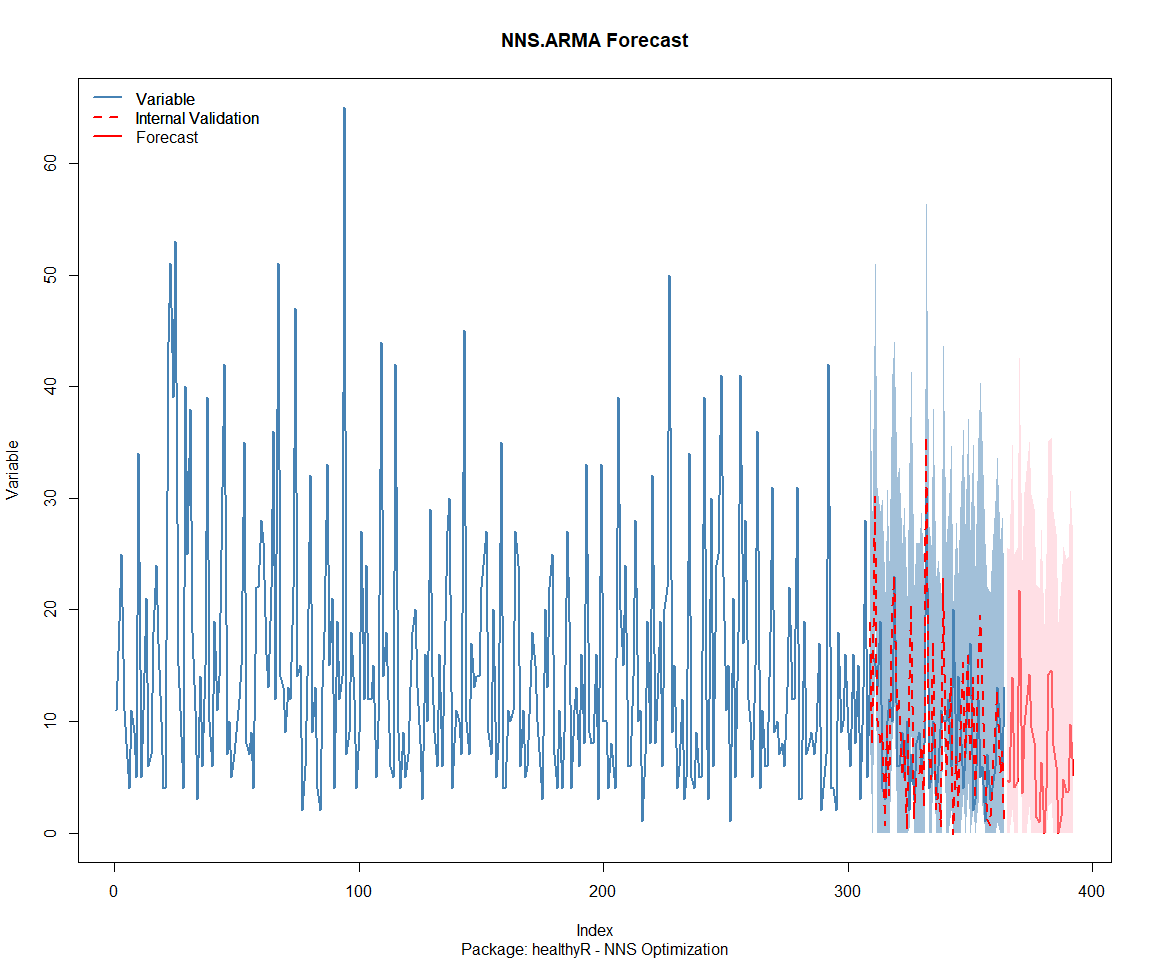 NNS.ARMA Forecast
Variable
Internal Validation
Forecast
Variable
60
50
40
30
20
10
0
0 100 200 300 400
Index
Package: healthyR - NNS Optimization